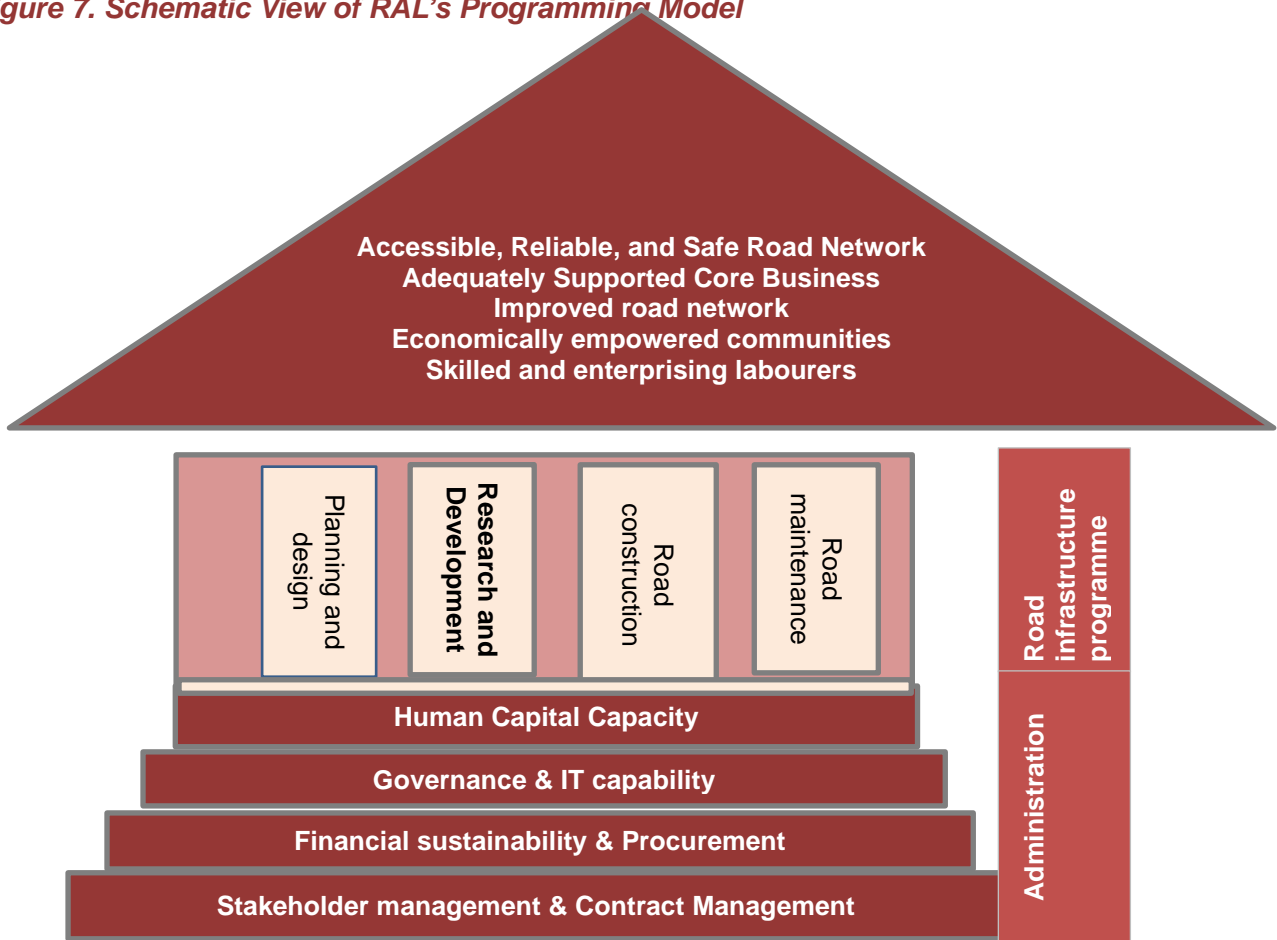 gure 7. Schematic View of RAL's Programming Model
Accessible, Reliable, and Safe Road Network
Adequately Supported Core Business
Improved road network
Economically empowered communities
Skilled and enterprising labourers
Planning and
design
Research and
Development
Road
construction
Road
maintenance
Road
infrastructure
programme
Human Capital Capacity
Governance & IT capability
Financial sustainability & Procurement
Stakeholder management & Contract Management
Administration